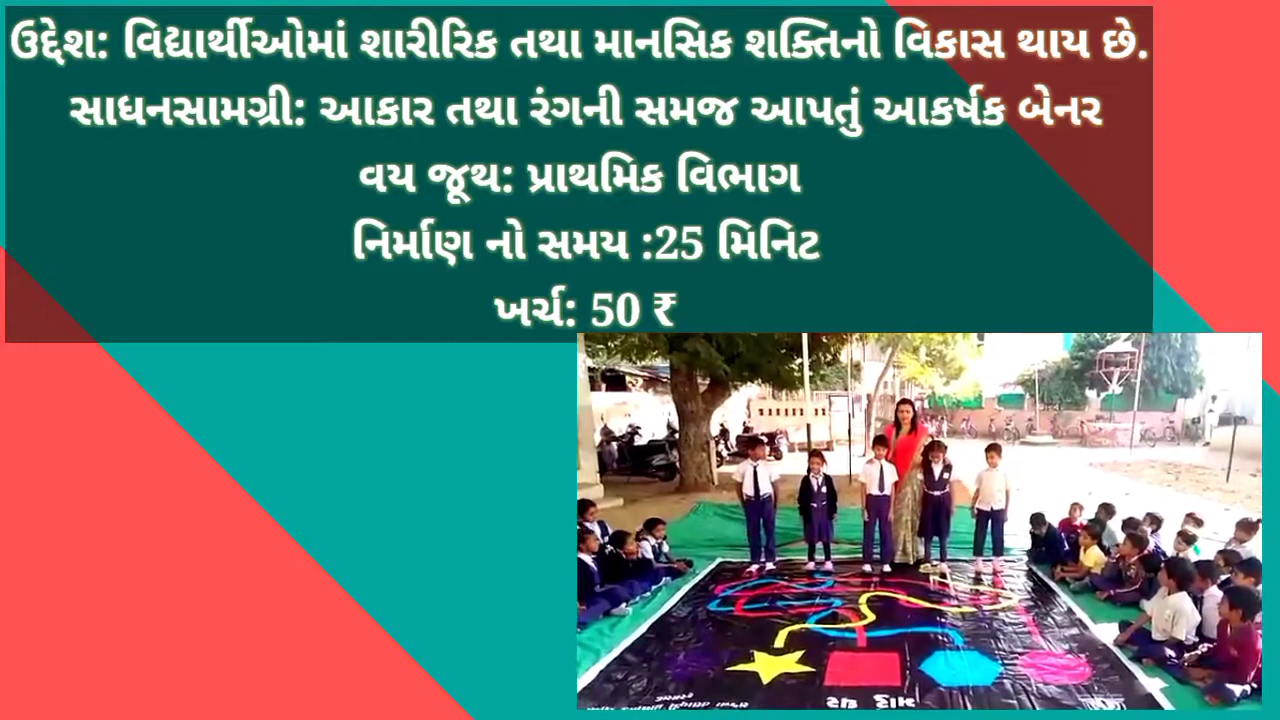 ઉદ્દેશ: વિદ્યાર્થીઓમાં શારીરિક તથા માનસિક શક્તિનો વિકાસ થાય છે.
સાધનસામગ્રી: આકાર તથા રંગની સમજ આપતું આકર્ષક બેનર
વય જૂથ: પ્રાથમિક વિભાગ
નિર્માણ નો સમય :25 મિનિટ
ખર્ચ: 50 ₹